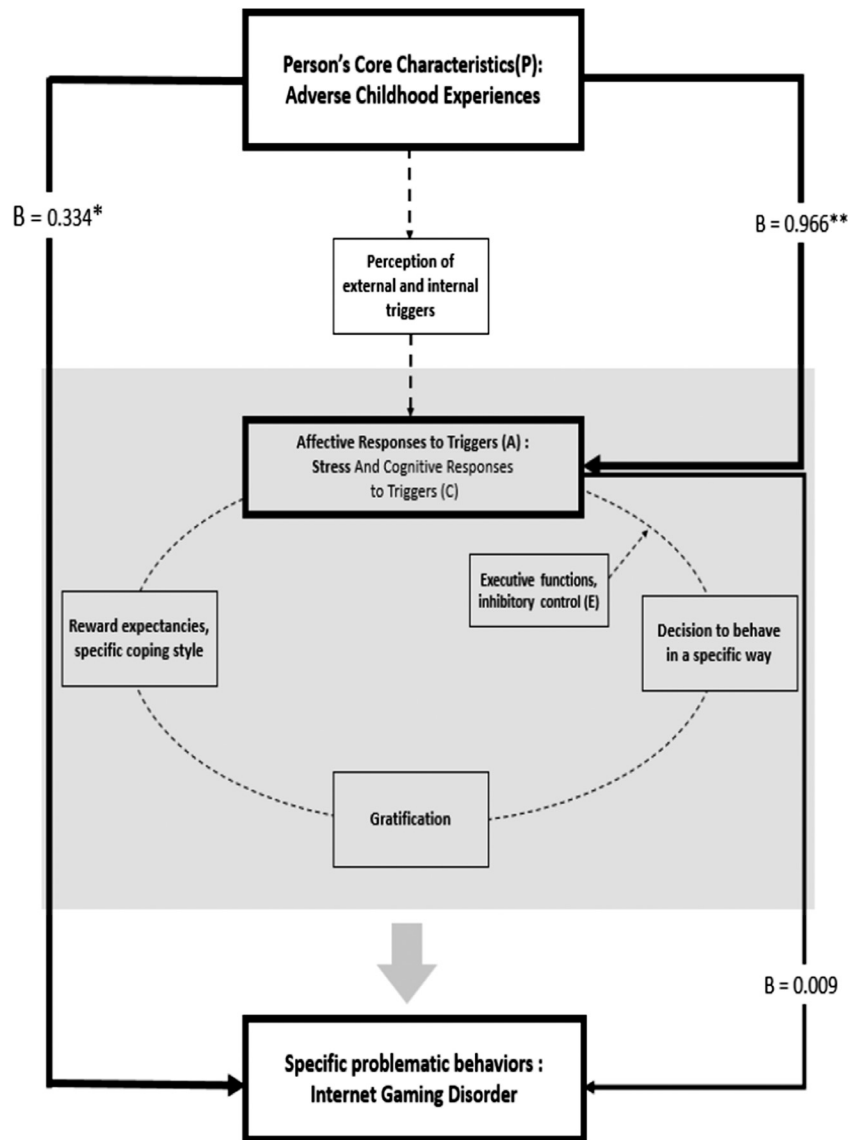 Person's Core Characteristics(P):
Adverse Childhood Experiences
B = 0.334*
B = 0.966**
Perception of
external and internal
triggers
Affective Responses to Triggers (A) :
Stress And Cognitive Responses
to Triggers (C)
Executive functions,
inhibitory control (E)
Reward expectancies,
specific coping style
Decision to behave
in a specific way
Gratification
B = 0.009
Specific problematic behaviors :
Internet Gaming Disorder